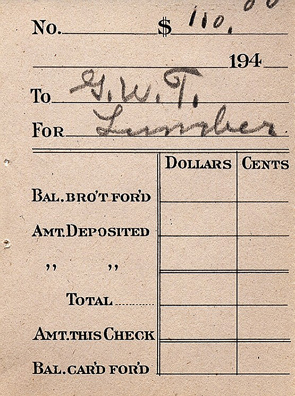 No. $ 110.00
194
To G.W.T.
For Lumber
Dollars Cents
Bal. Bro't For'd
Amt. Deposited
" "
Total
Amt. This Check
Bal. Car'd For'd